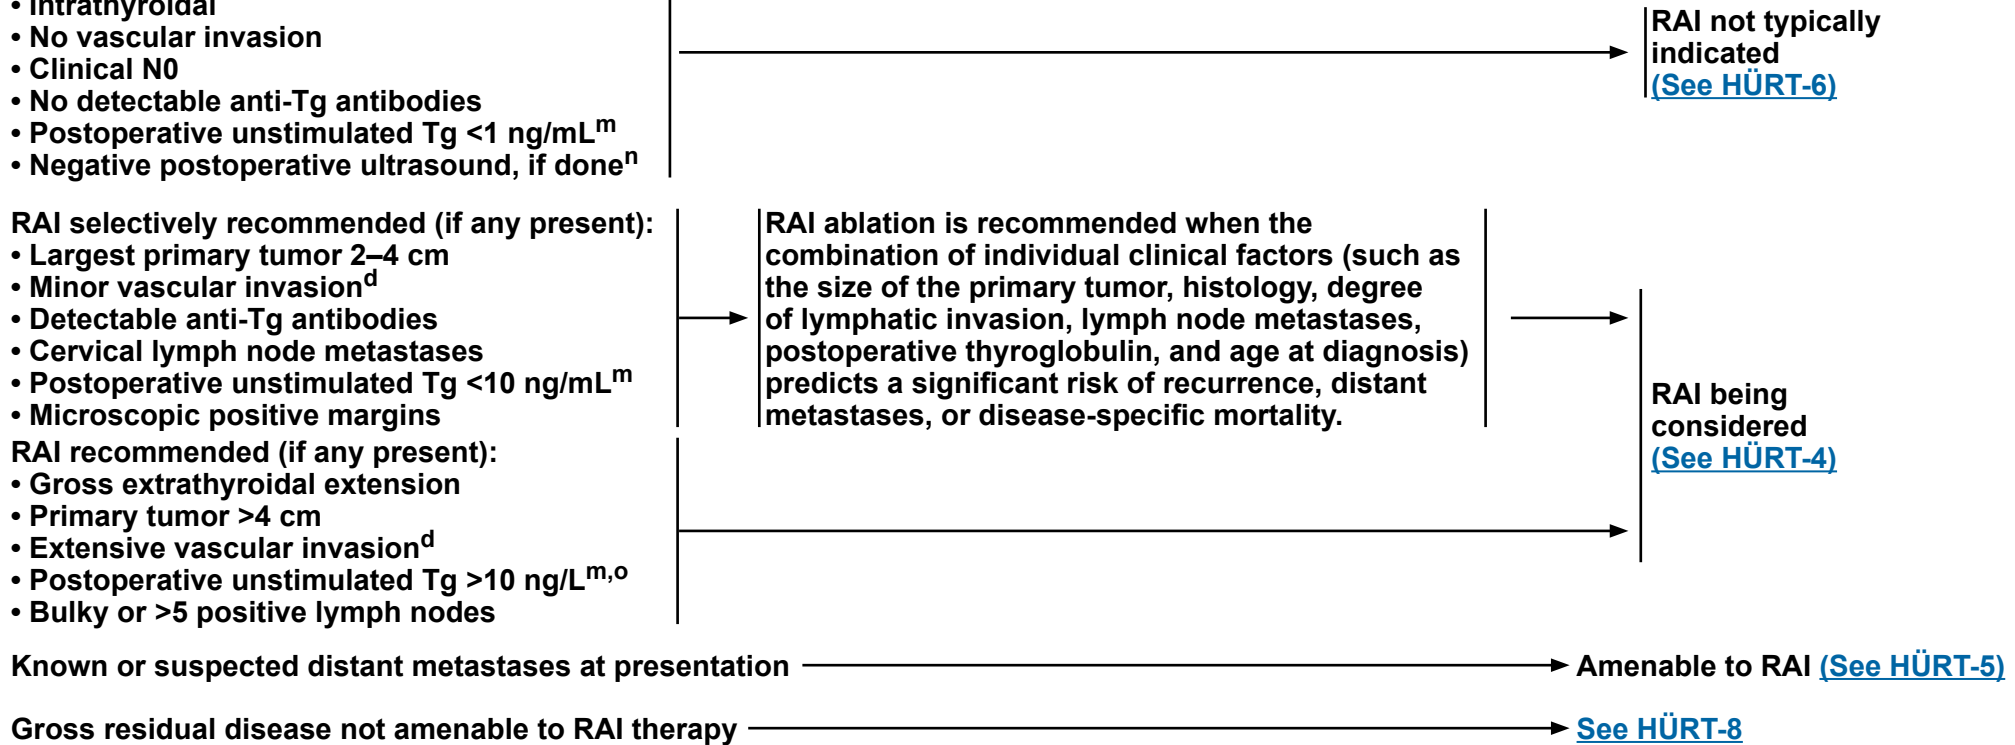 • Intrathyroidal
• No vascular invasion
• Clinical N0
• No detectable anti-Tg antibodies
• Postoperative unstimulated Tg <1 ng/mLm
• Negative postoperative ultrasound, if donen
RAI not typically
indicated
(See HÜRT-6)
RAI selectively recommended (if any present):
• Largest primary tumor 2–4 cm
• Minor vascular invasiond
• Detectable anti-Tg antibodies
• Cervical lymph node metastases
• Postoperative unstimulated Tg <10 ng/mLm
• Microscopic positive margins
RAI ablation is recommended when the
combination of individual clinical factors (such as
the size of the primary tumor, histology, degree
of lymphatic invasion, lymph node metastases,
postoperative thyroglobulin, and age at diagnosis)
predicts a significant risk of recurrence, distant
metastases, or disease-specific mortality.
RAI recommended (if any present):
• Gross extrathyroidal extension
• Primary tumor >4 cm
• Extensive vascular invasiond
• Postoperative unstimulated Tg >10 ng/Lm,o
• Bulky or >5 positive lymph nodes
RAI being
considered
(See HÜRT-4)
Known or suspected distant metastases at presentation
Amenable to RAI (See HÜRT-5)
Gross residual disease not amenable to RAI therapy
See HÜRT-8